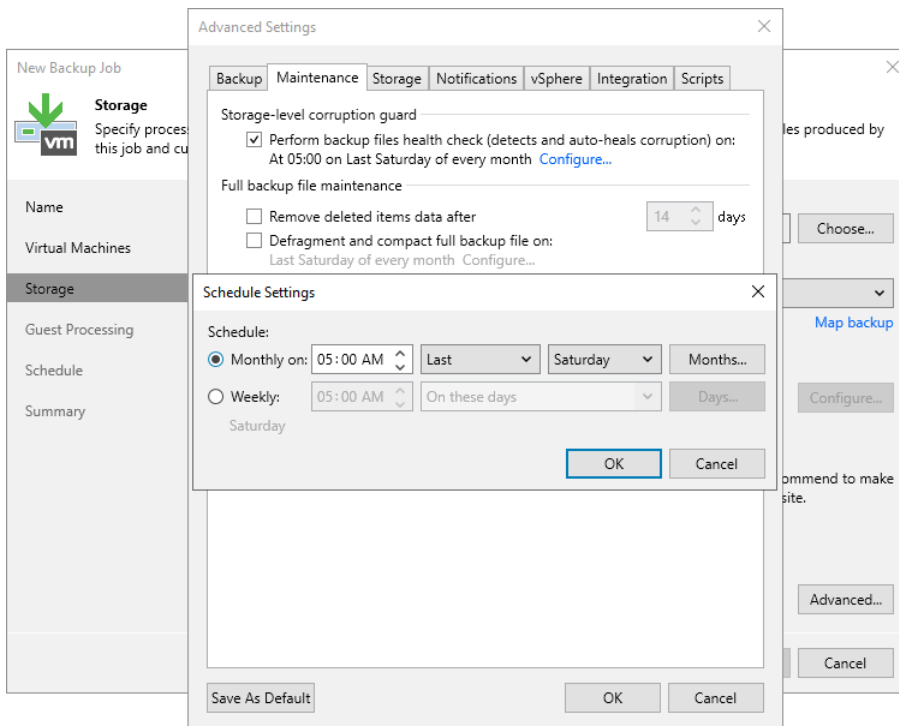 Advanced Settings
New Backup Job
vm
Storage
Specify proces
this job and cu
les produced by
Backup Maintenance Storage Notifications vSphere Integration Scripts
Storage-level corruption guard
Perform backup files health check (detects and auto-heals corruption) on:
At 05:00 on Last Saturday of every month Configure...
Full backup file maintenance
Remove deleted items data after 14 days
Defragment and compact full backup file on:
Last Saturday of every month Configure...
Name
Virtual Machines
Storage
Guest Processing
Schedule
Summary
Choose...
Map backup
Configure...
ommend to make
site.
Advanced...
Cancel
Schedule Settings
Schedule:
Monthly on: 05:00 AM Last Saturday Months...
Weekly: 05:00 AM On these days Days...
Saturday
OK Cancel
Save As Default OK Cancel